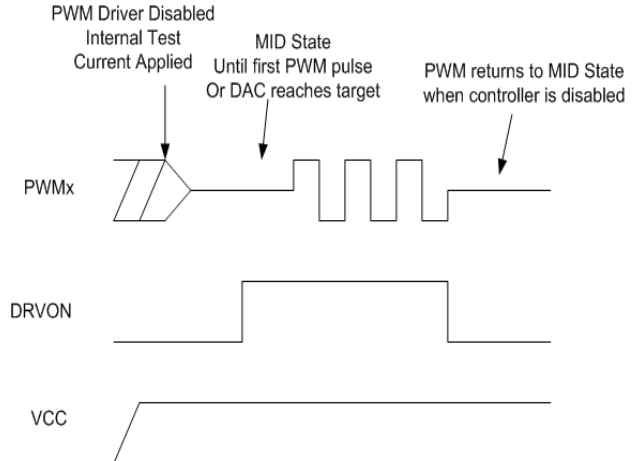 PWM Driver Disabled
Internal Test
Current Applied
MID State
Until first PWM pulse
Or DAC reaches target
PWM returns to MID State
when controller is disabled
PWMx
DRVON
VCC